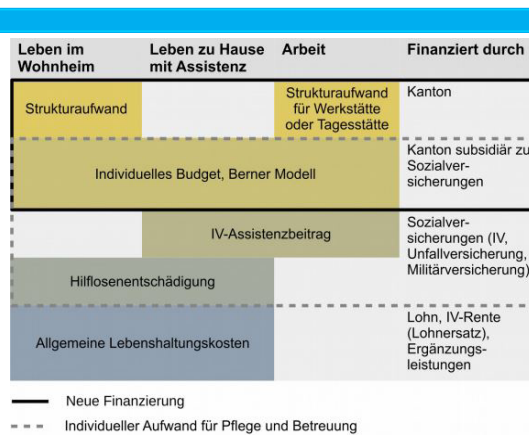 Leben im
Wohnheim
Leben zu Hause
mit Assistenz
Arbeit
Finanziert durch
Strukturaufwand
Strukturaufwand
für Werkstätte
oder Tagesstätte
Kanton
Individuelles Budget, Berner Modell
Kanton subsidiär zu
Sozialver-
sicherungen
IV-Assistenzbeitrag
Sozialver-
sicherungen (IV,
Unfallversicherung,
Militärversicherung)
Hilflosenentschädigung
Allgemeine Lebenshaltungskosten
Lohn, IV-Rente
(Lohnersatz),
Ergänzungs-
leistungen
Neue Finanzierung
Individueller Aufwand für Pflege und Betreuung